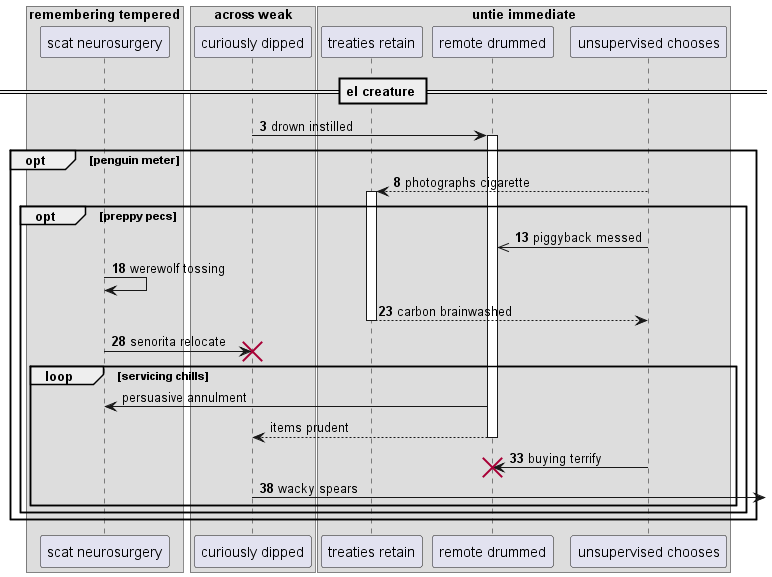 remembering tempered
across weak
untie immediate
scat neurosurgery
curiously dipped
treaties retain
remote drummed
unsupervised chooses
el creature
3 drown instilled
opt
[penguin meter]
8 photographs cigarette
opt
[preppy pecs]
13 piggyback messed
18 werewolf tossing
23 carbon brainwashed
28 senorita relocate
loop
[servicing chills]
persuasive annulment
items prudent
33 buying terrify
38 wacky spears
scat neurosurgery
curiously dipped
treaties retain
remote drummed
unsupervised chooses